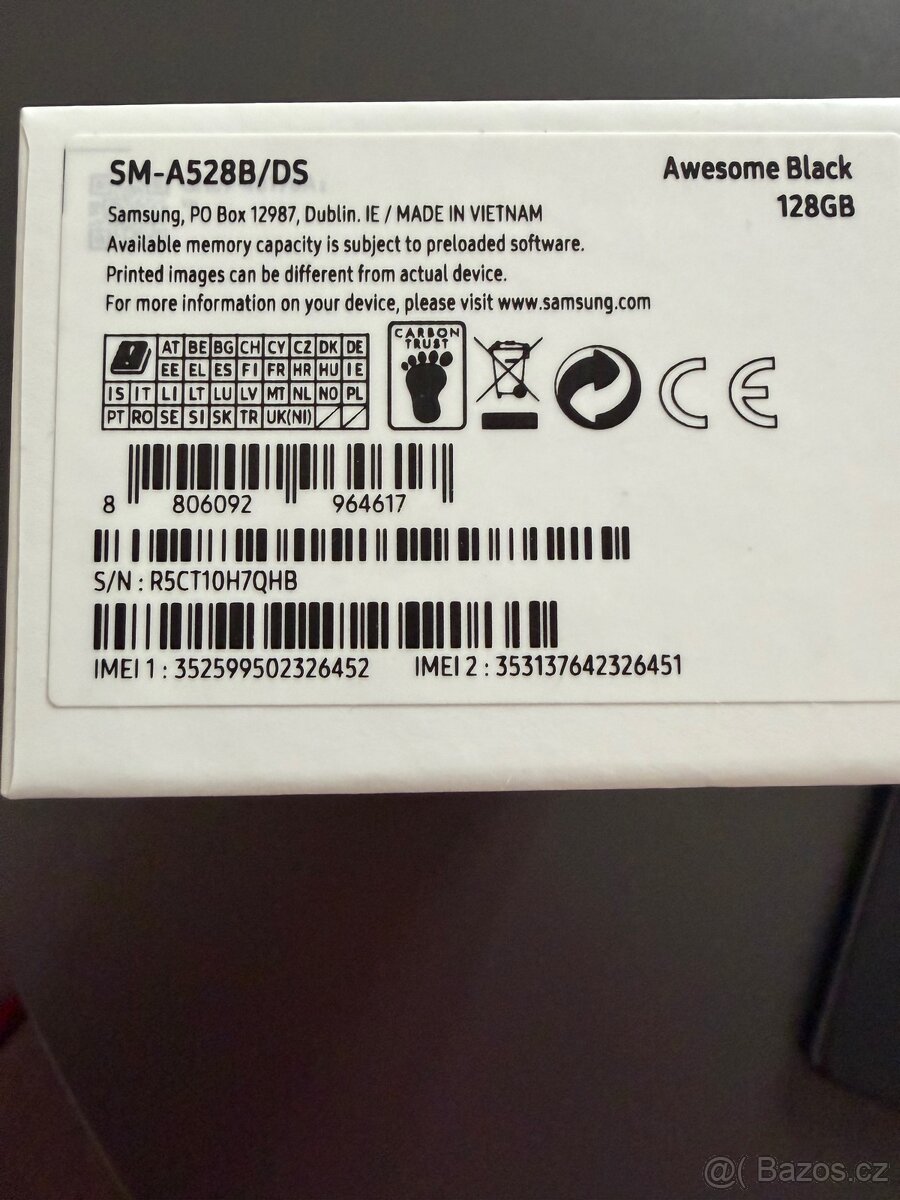 SM-A528B/DS
Awesome Black
128GB
Samsung, PO Box 12987, Dublin. IE / MADE IN VIETNAM
Available memory capacity is subject to preloaded software.
Printed images can be different from actual device.
For more information on your device, please visit www.samsung.com
AT BE BG CH CY CZ DK DE
EE EL ES FI FR HR HU IE
IS IT LI LT LU LV MT NL NO PL
PT RO SE SI SK TR UK(NI)
CARBON
TRUST
CE
8 806092 964617
S/N : R5CT10H7QHB
IMEI 1 : 352599502326452 IMEI 2 : 353137642326451
@( Bazos.cz